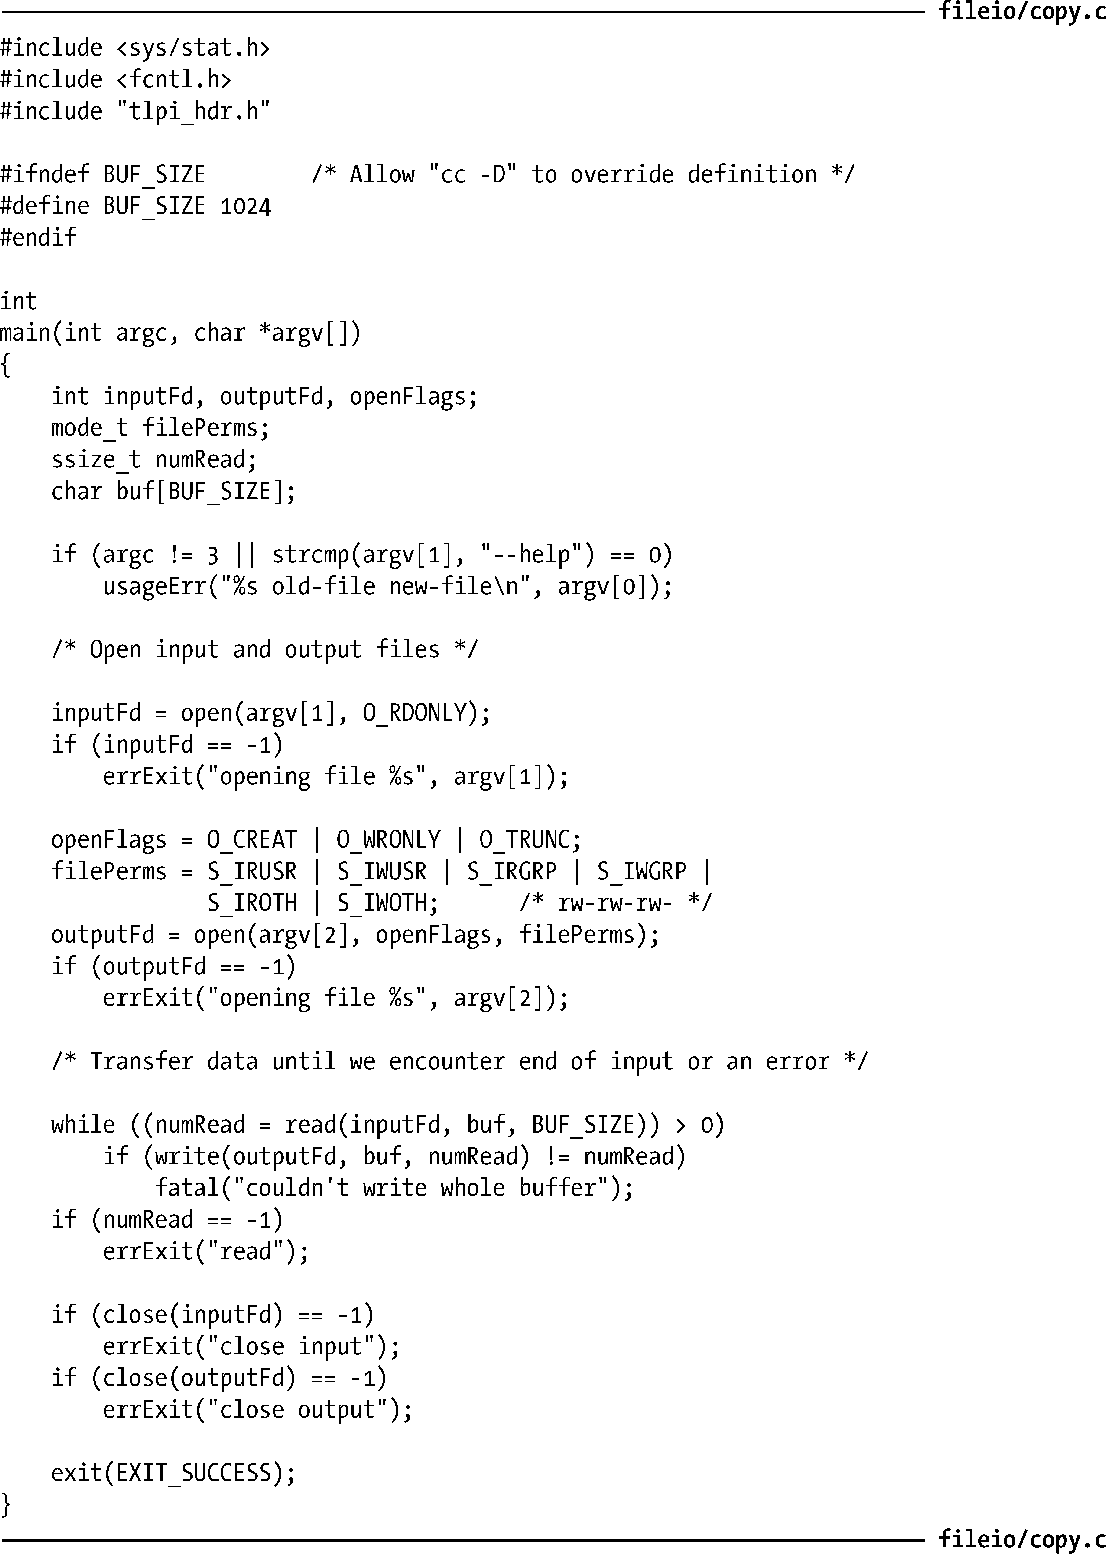 fileio/copy.c
#include <sys/stat.h>
#include <fcntl.h>
#include "tlpi_hdr.h"

#ifndef BUF_SIZE        /* Allow "cc -D" to override definition */
#define BUF_SIZE 1024
#endif

int
main(int argc, char *argv[])
{
    int inputFd, outputFd, openFlags;
    mode_t filePerms;
    ssize_t numRead;
    char buf[BUF_SIZE];

    if (argc != 3 || strcmp(argv[1], "--help") == 0)
        usageErr("%s old-file new-file\n", argv[0]);

    /* Open input and output files */

    inputFd = open(argv[1], O_RDONLY);
    if (inputFd == -1)
        errExit("opening file %s", argv[1]);

    openFlags = O_CREAT | O_WRONLY | O_TRUNC;
    filePerms = S_IRUSR | S_IWUSR | S_IRGRP | S_IWGRP |
                S_IROTH | S_IWOTH;      /* rw-rw-rw- */
    outputFd = open(argv[2], openFlags, filePerms);
    if (outputFd == -1)
        errExit("opening file %s", argv[2]);

    /* Transfer data until we encounter end of input or an error */

    while ((numRead = read(inputFd, buf, BUF_SIZE)) > 0)
        if (write(outputFd, buf, numRead) != numRead)
            fatal("couldn't write whole buffer");
    if (numRead == -1)
        errExit("read");

    if (close(inputFd) == -1)
        errExit("close input");
    if (close(outputFd) == -1)
        errExit("close output");

    exit(EXIT_SUCCESS);
}
fileio/copy.c